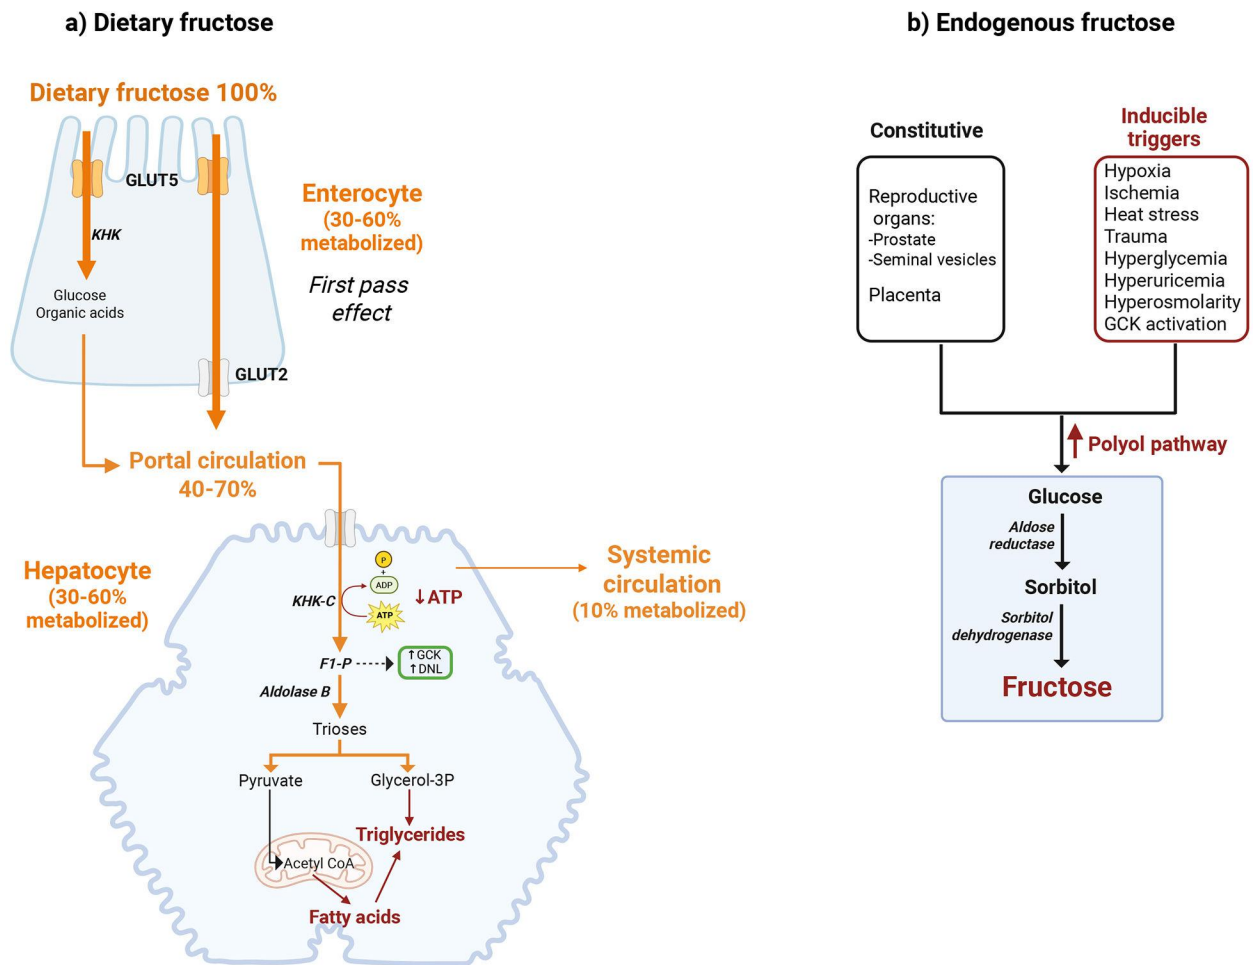 a) Dietary fructose
Dietary fructose 100%
GLUT5
KHK
Glucose
Organic acids
Enterocyte
(30-60%
metabolized)
First pass
effect
GLUT2
Portal circulation
40-70%
Hepatocyte
(30-60%
metabolized)
P
+
ADP
KHK-C
ATP
↓ATP
Systemic
circulation
(10% metabolized)
F1-P
↑GCK
↑DNL
Aldolase B
Trioses
Pyruvate
Glycerol-3P
Triglycerides
Acetyl CoA
Fatty acids
b) Endogenous fructose
Constitutive
Reproductive
organs:
-Prostate
-Seminal vesicles
Placenta
Inducible
triggers
Hypoxia
Ischemia
Heat stress
Trauma
Hyperglycemia
Hyperuricemia
Hyperosmolarity
GCK activation
Polyol pathway
Glucose
Aldose
reductase
Sorbitol
Sorbitol
dehydrogenase
Fructose